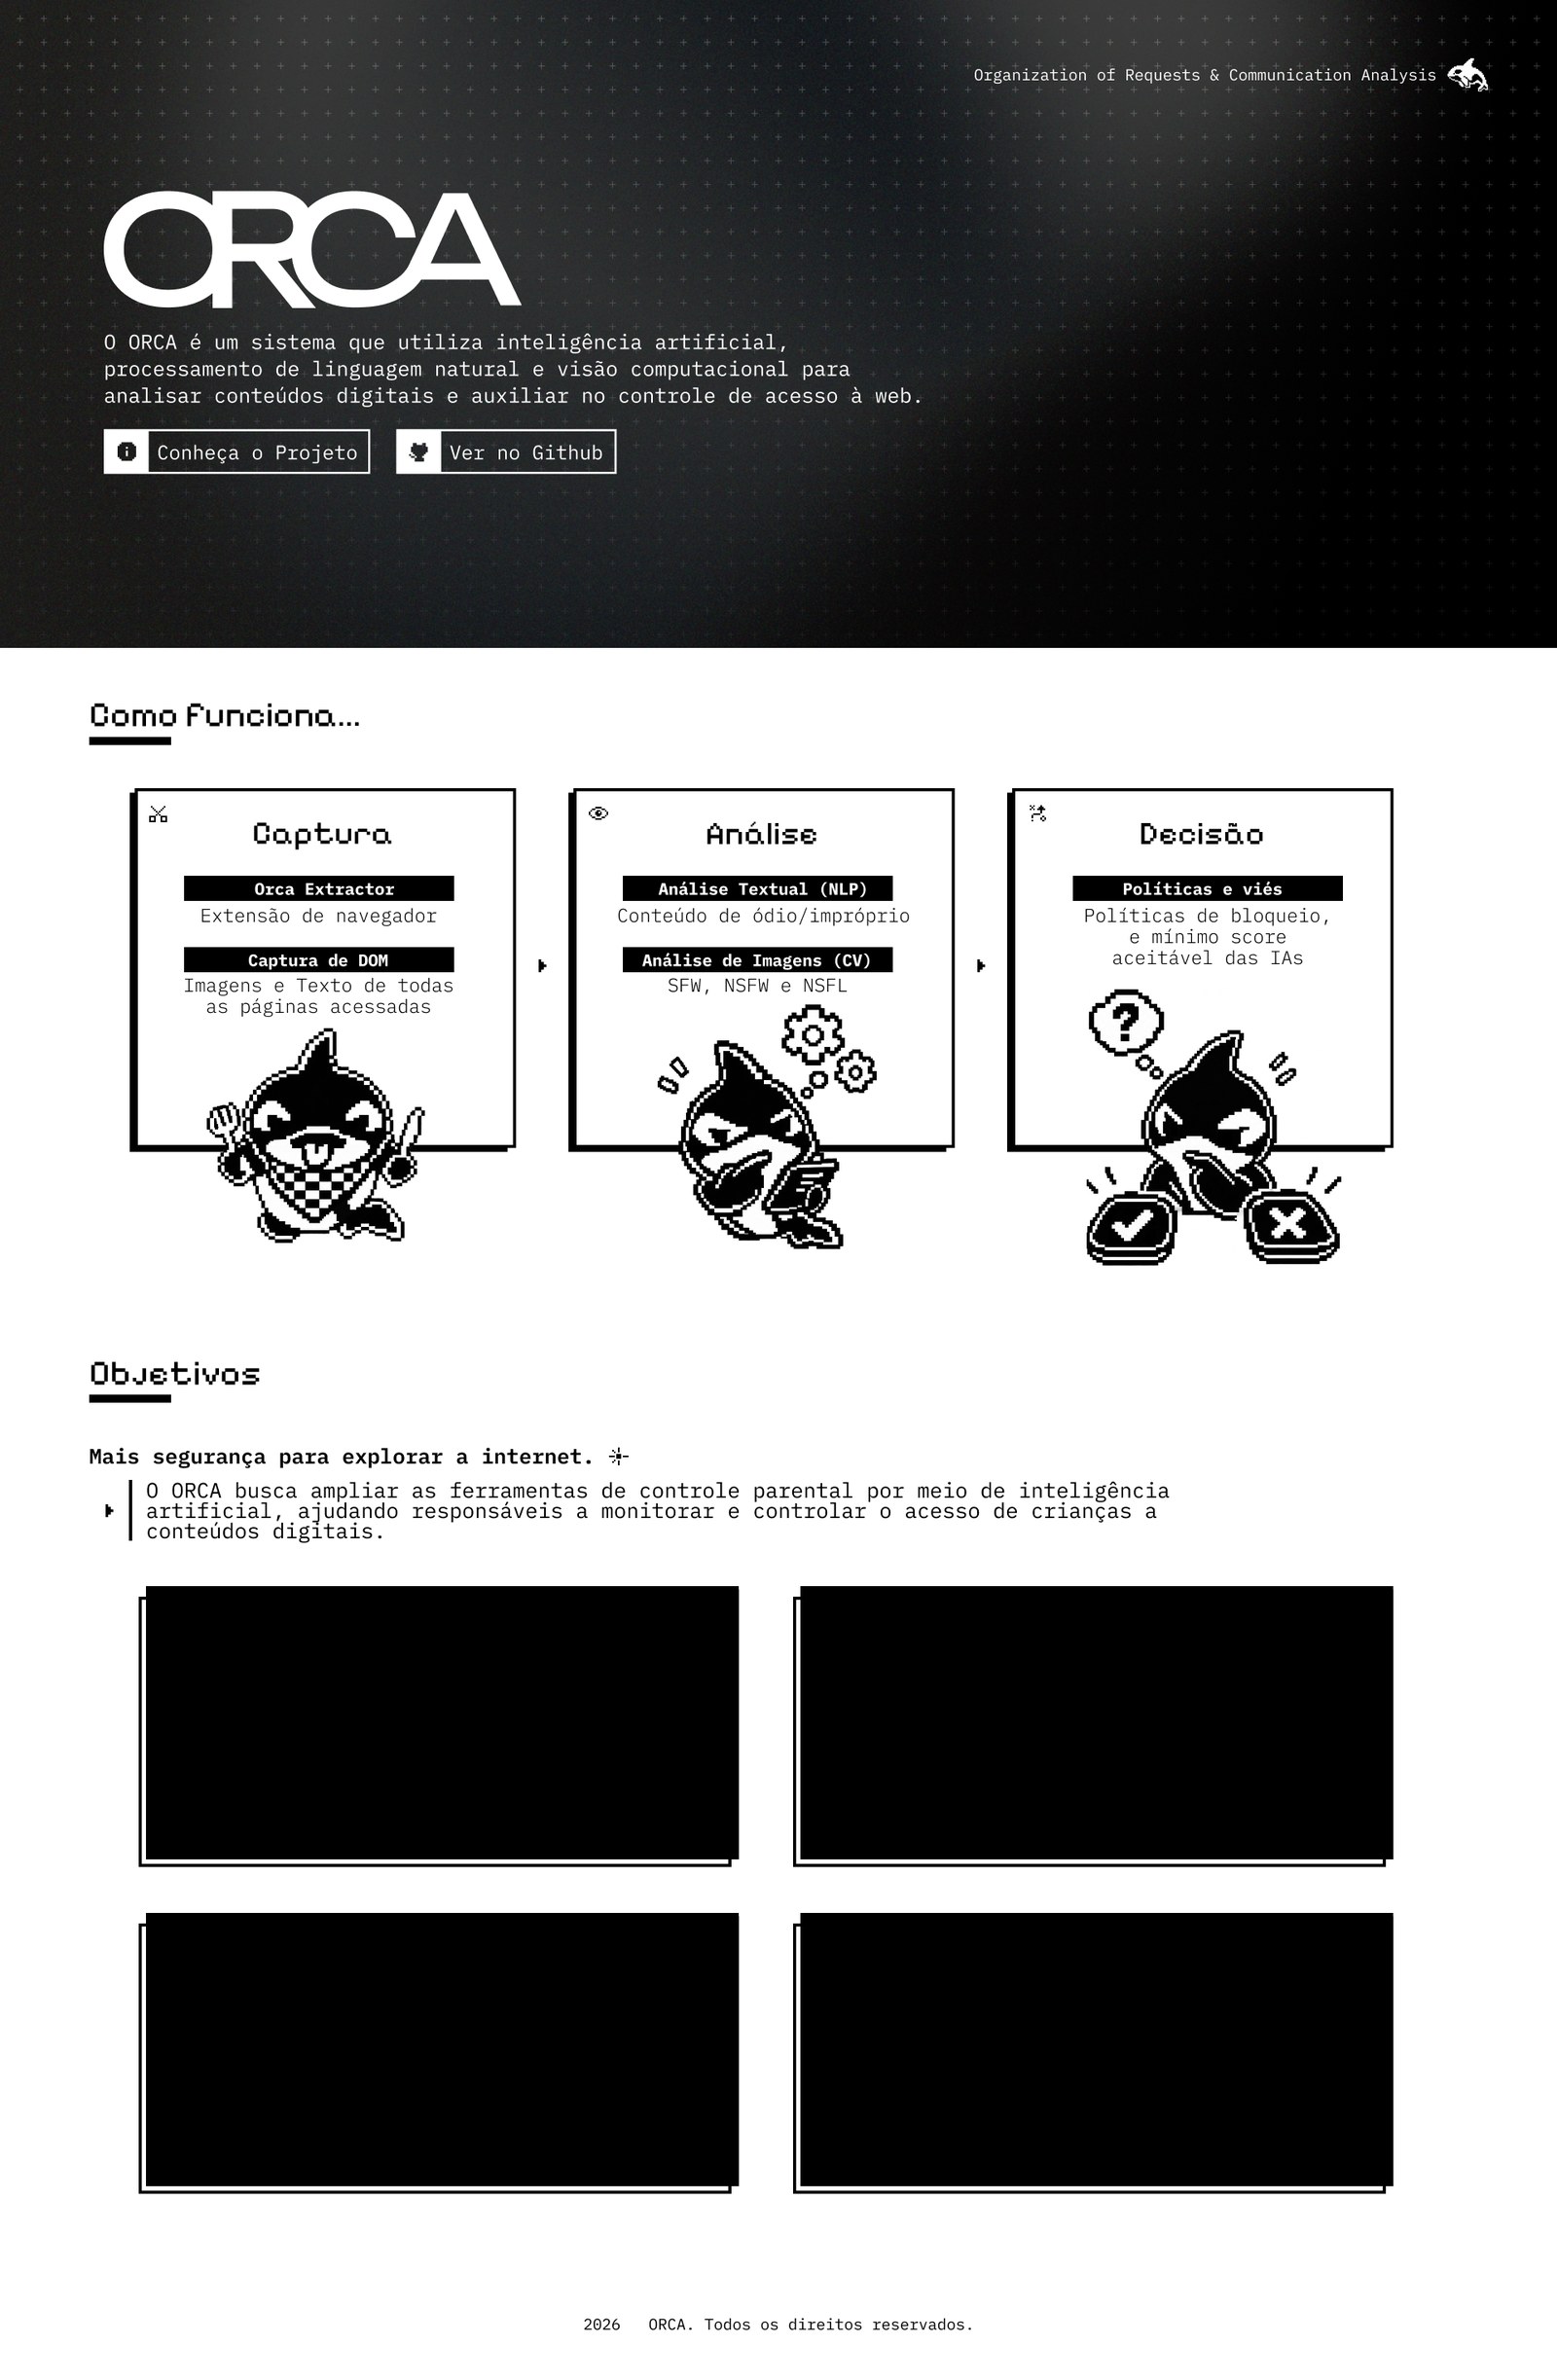 Organization of Requests & Communication Analysis
ORCA
O ORCA é um sistema que utiliza inteligência artificial,
processamento de linguagem natural e visão computacional para
analisar conteúdos digitais e auxiliar no controle de acesso à web.
Conheça o Projeto
Ver no Github
Como Funciona...
Captura
Orca Extractor
Extensão de navegador
Captura de DOM
Imagens e Texto de todas
as páginas acessadas
Análise
Análise Textual (NLP)
Conteúdo de ódio/impróprio
Análise de Imagens (CV)
SFW, NSFW e NSFL
Decisão
Políticas e viés
Políticas de bloqueio,
e mínimo score
aceitável das IAs
?
Objetivos
Mais segurança para explorar a internet.
O ORCA busca ampliar as ferramentas de controle parental por meio de inteligência
artificial, ajudando responsáveis a monitorar e controlar o acesso de crianças a
conteúdos digitais.
2026 ORCA. Todos os direitos reservados.